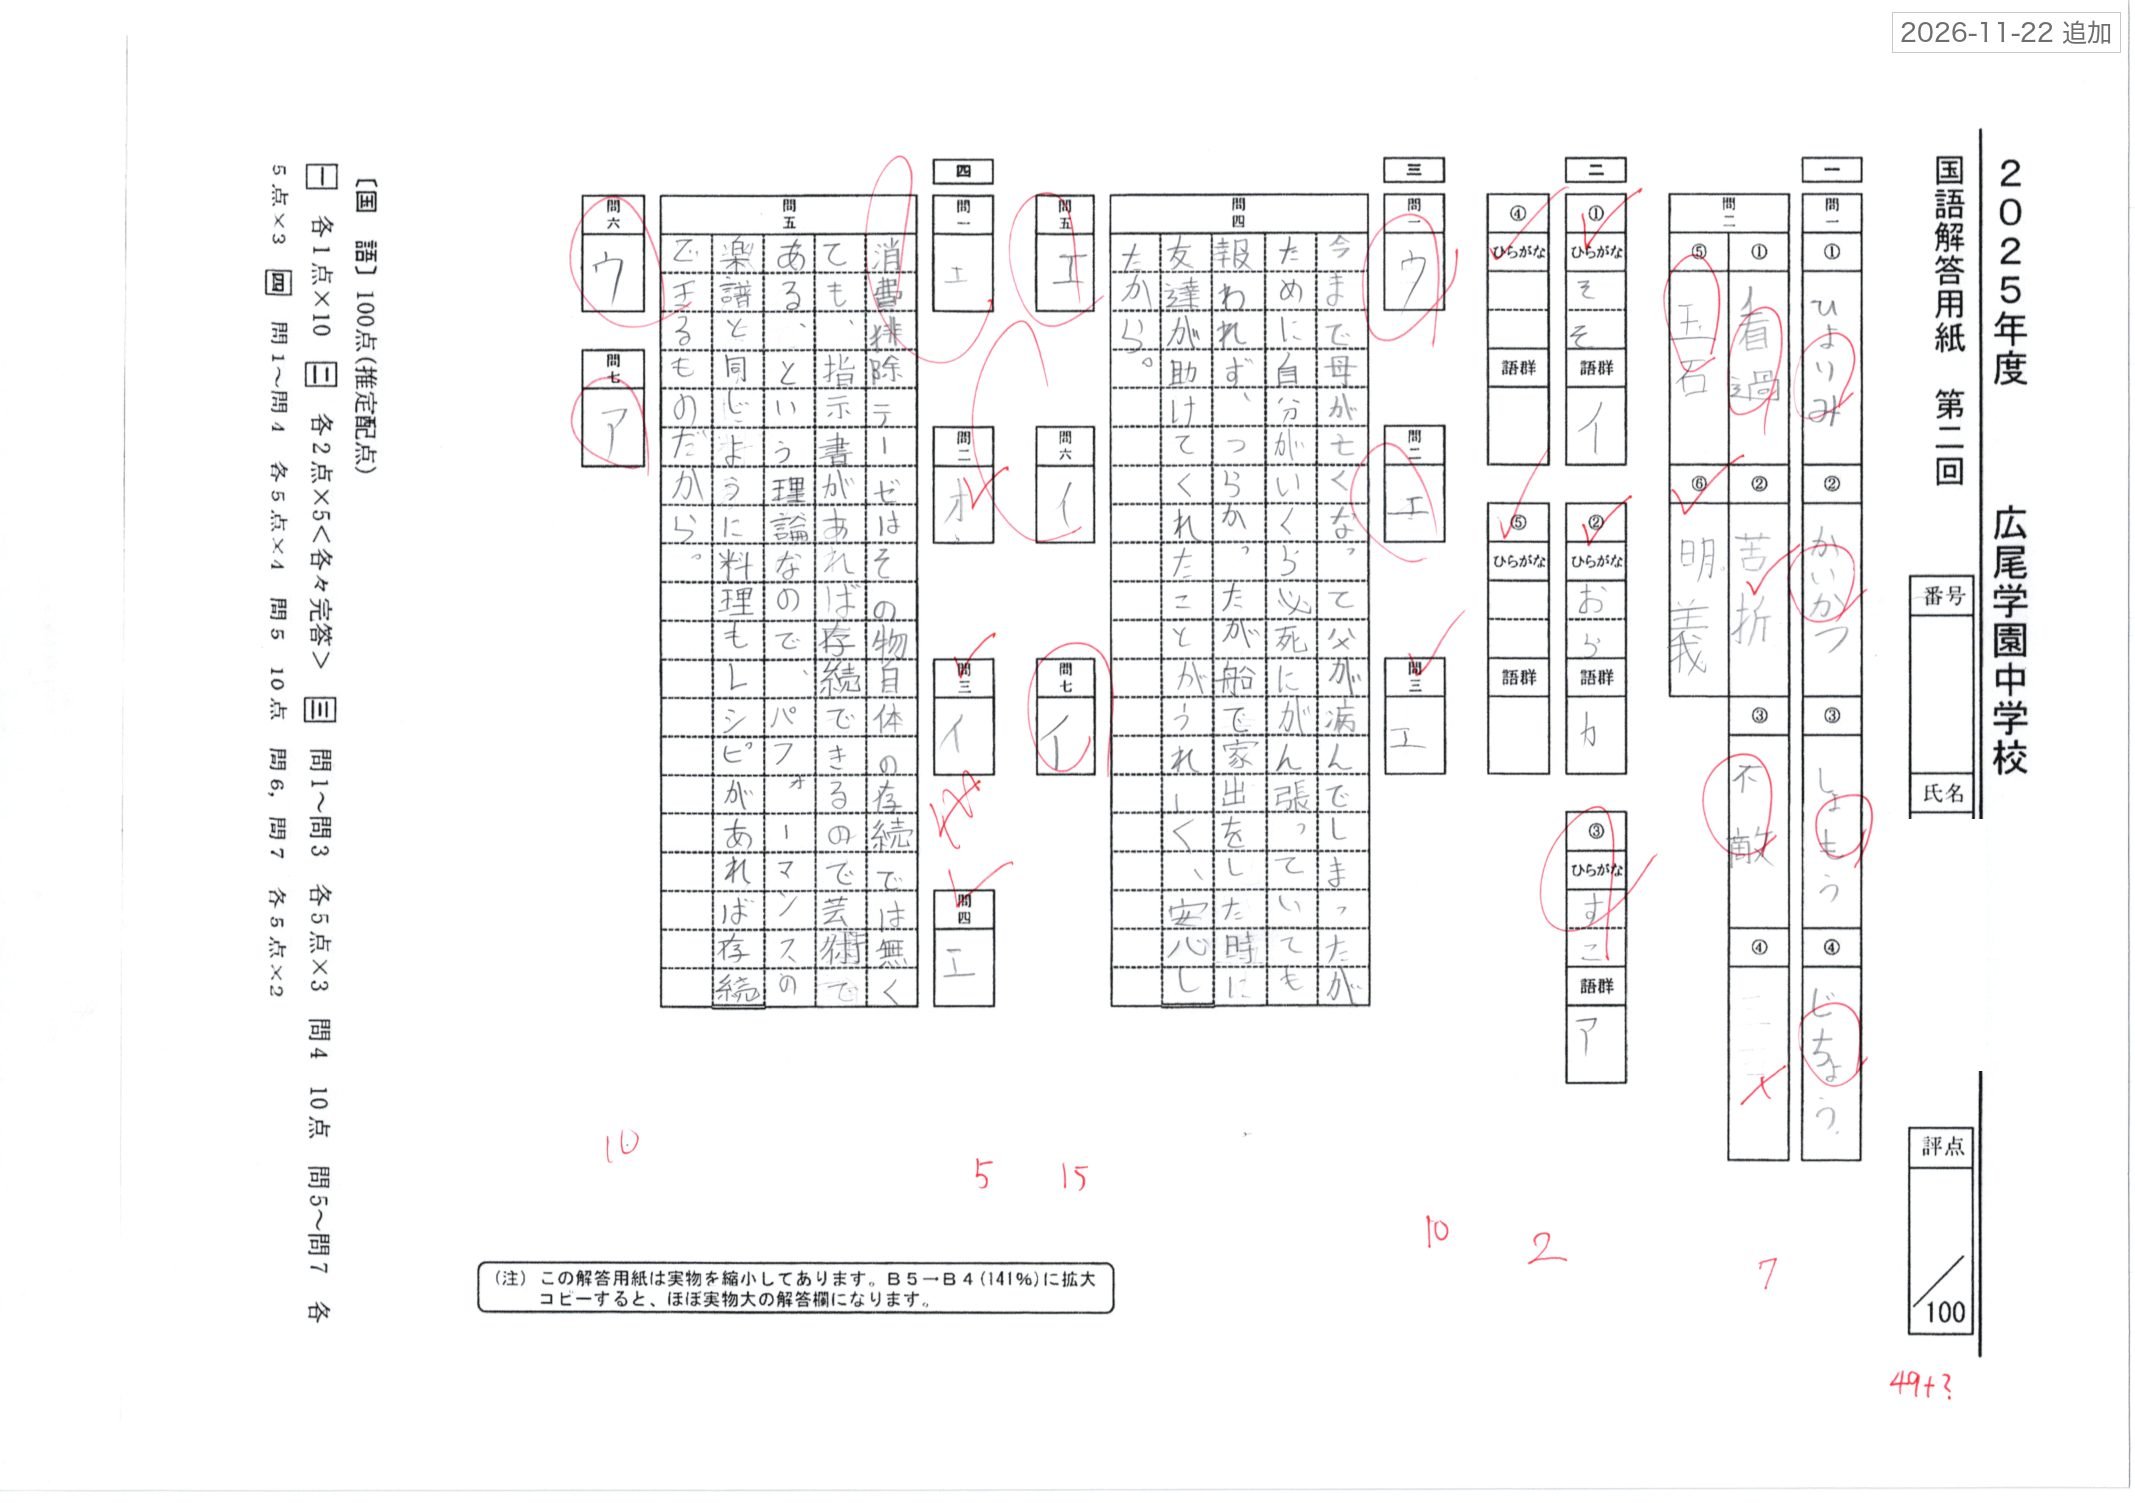 2026-11-22 追加
2025年度　広尾学園中学校
国語解答用紙　第二回
番号
氏名
評点
／100
49+?
一
問一
① ひよりみ
② かいかつ
③ しょもう
④ じちょう
問二
① 看過
② 苦折
③ 不敵
④
⑤ 玉石
⑥ 明義
7
二
① ひらがな そそ 語群 イ
② ひらがな おら 語群 カ
③ ひらがな すこ 語群 ア
④ ひらがな 語群
⑤ ひらがな 語群
2
三
問一 ウ
問二 エ
問三 エ
10
問四
今まで母が亡くなって父が病んでしまったが
ために自分がいくら必死にがん張っていても
報われず、つらかったが船で家出をした時に
友達が助けてくれたことがうれしく、安心し
たから。
問五 エ
問六 イ
問七 イ
15
四
問一 エ
問二 オ
問三 イ
問四 エ
5
問五
消費排除テーゼはその物自体の存続では無く
ても、指示書があれば存続できるので芸術で
ある、という理論なので、パフォーマンスの
楽譜と同じように料理もレシピがあれば存続
できるものだから。
問六 ウ
問七 ア
10
（注）この解答用紙は実物を縮小してあります。B5→B4(141%)に拡大
コピーすると、ほぼ実物大の解答欄になります。
〔国　語〕100点(推定配点)
一　各1点×10　二　各2点×5<各々完答>　三　問1〜問3　各5点×3　問4　10点　問5〜問7　各
5点×3　四　問1〜問4　各5点×4　問5　10点　問6，問7　各5点×2